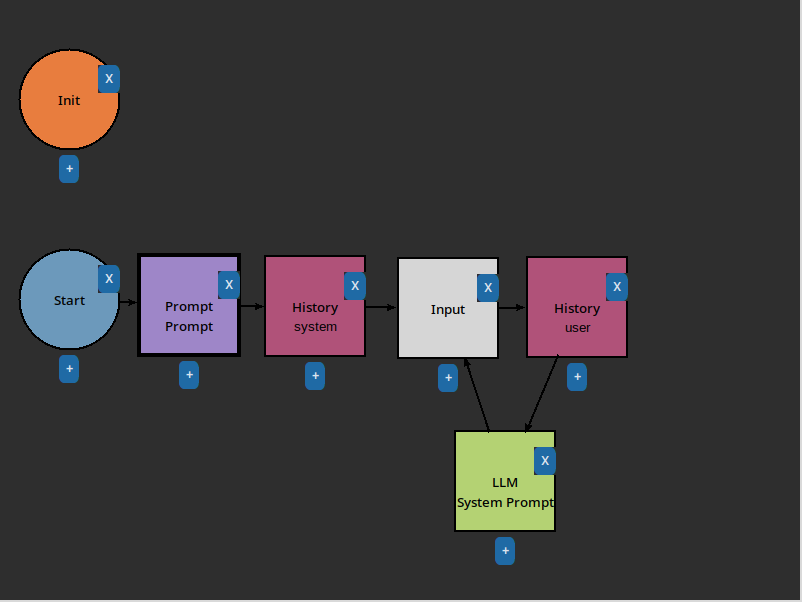 X
Init
+
X
Start
+
X
Prompt
Prompt
+
X
History
system
+
X
Input
+
X
History
user
+
X
LLM
System Prompt
+